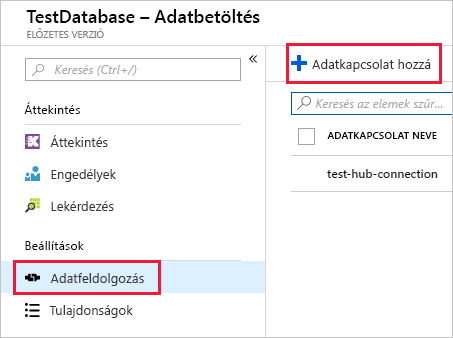 TestDatabase – Adatbetöltés
ELŐZETES VERZIÓ
Keresés (Ctrl+/)
«
Áttekintés
Áttekintés
Engedélyek
Lekérdezés
Beállítások
Adatfeldolgozás
Tulajdonságok
Adatkapcsolat hozzá
Keresés az elemek szűr...
ADATKAPCSOLAT NEVE
test-hub-connection